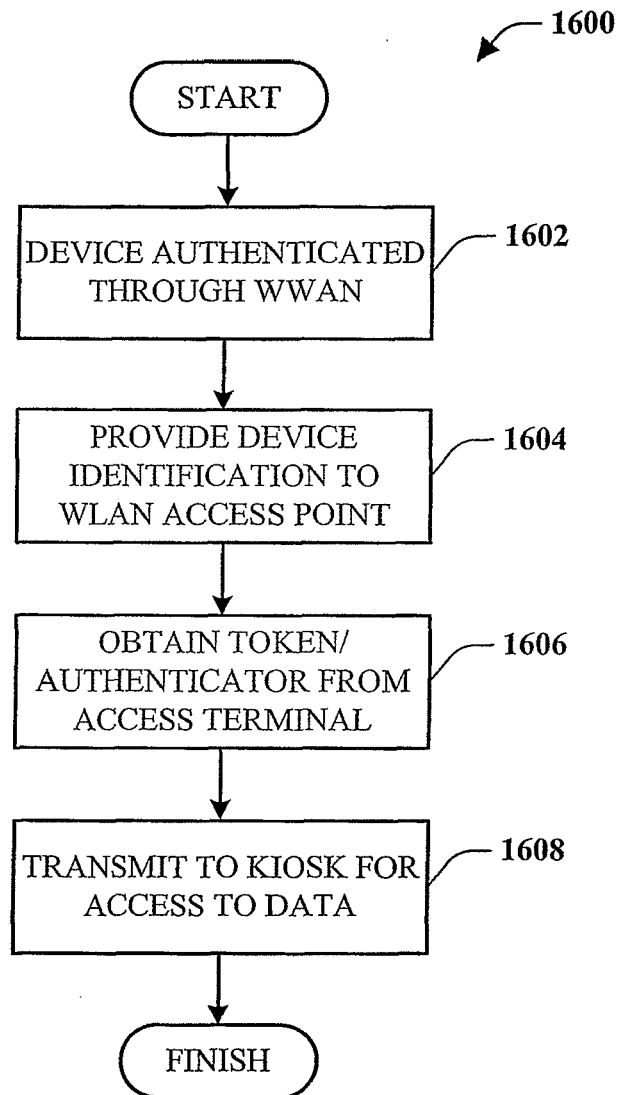 1600
START
DEVICE AUTHENTICATED
THROUGH WWAN
1602
PROVIDE DEVICE
IDENTIFICATION TO
WLAN ACCESS POINT
1604
OBTAIN TOKEN/
AUTHENTICATOR FROM
ACCESS TERMINAL
1606
TRANSMIT TO KIOSK FOR
ACCESS TO DATA
1608
FINISH